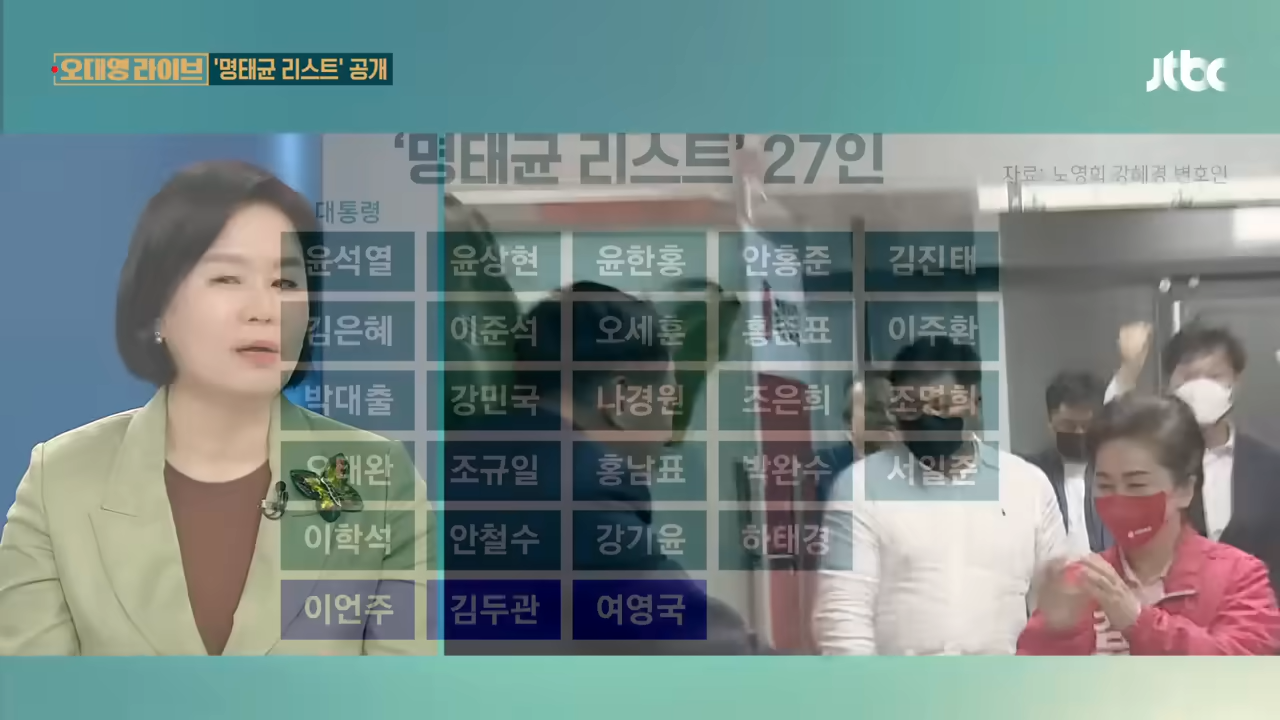 오대영 라이브 '명태균 리스트' 공개
jtbc
'명태균 리스트' 27인
자료: 노영희 강혜경 변호인
대통령
윤석열 윤상현 윤한홍 안홍준 김진태
김은혜 이준석 오세훈 홍준표 이주환
박대출 강민국 나경원 조은희 조명희
오태완 조규일 홍남표 박완수 서일준
이학석 안철수 강기윤 하태경
이언주 김두관 여영국